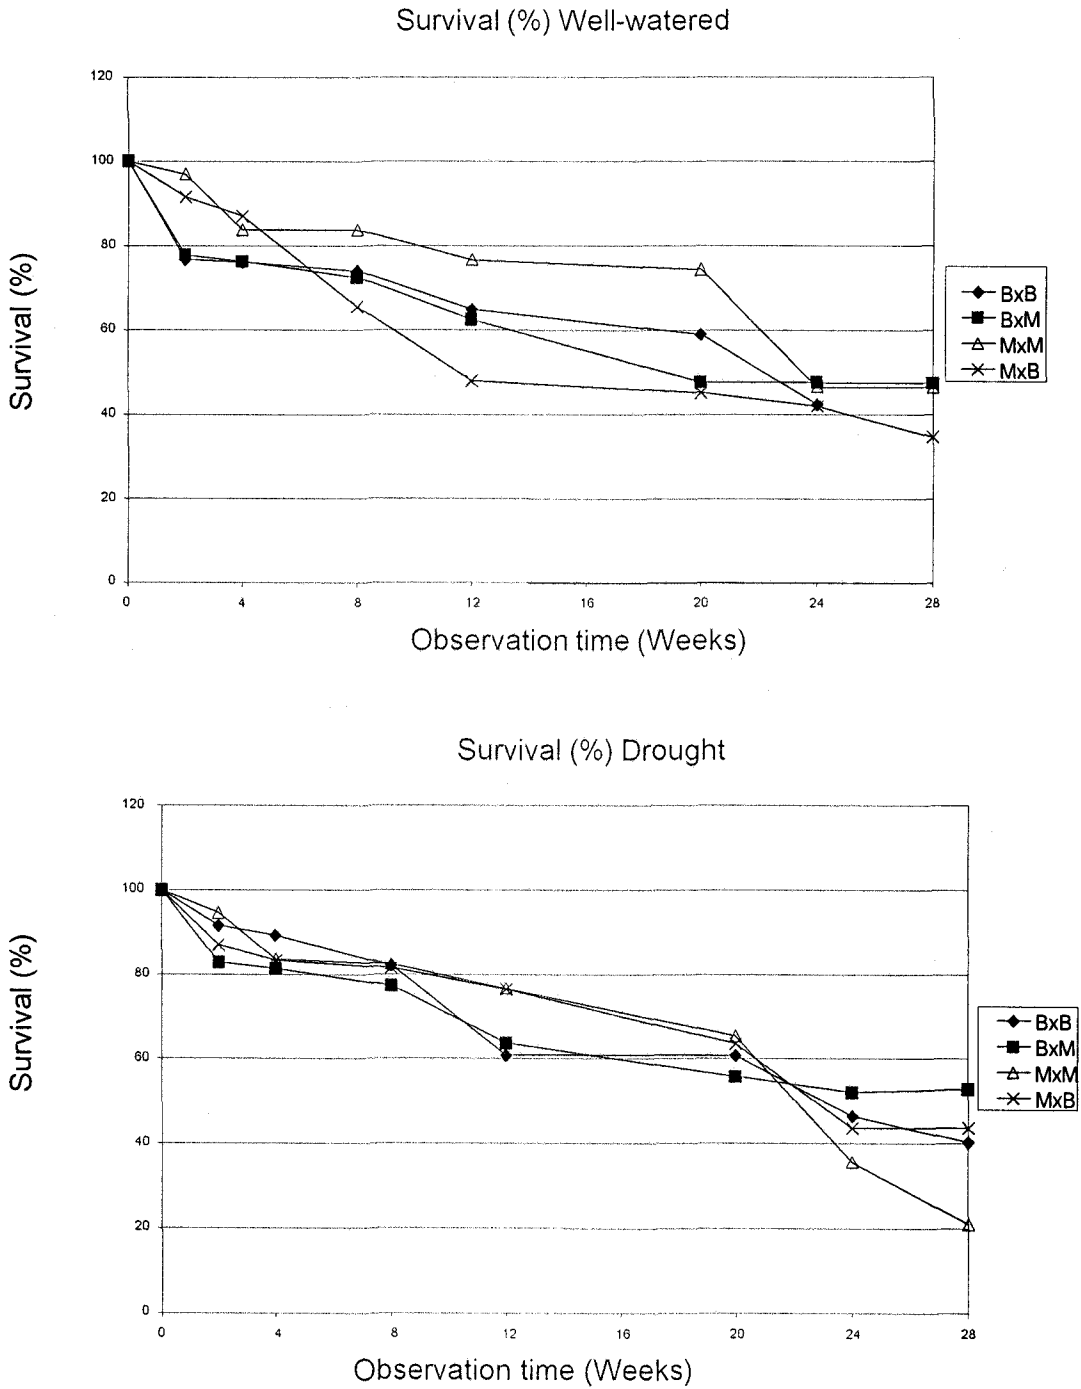 Survival (%) Well-watered
120
100
80
60
40
20
0
Survival (%)
0 4 8 12 16 20 24 28
Observation time (Weeks)
BxB
BxM
MxM
MxB
Survival (%) Drought
120
100
80
60
40
20
0
Survival (%)
0 4 8 12 16 20 24 28
Observation time (Weeks)
BxB
BxM
MxM
MxB